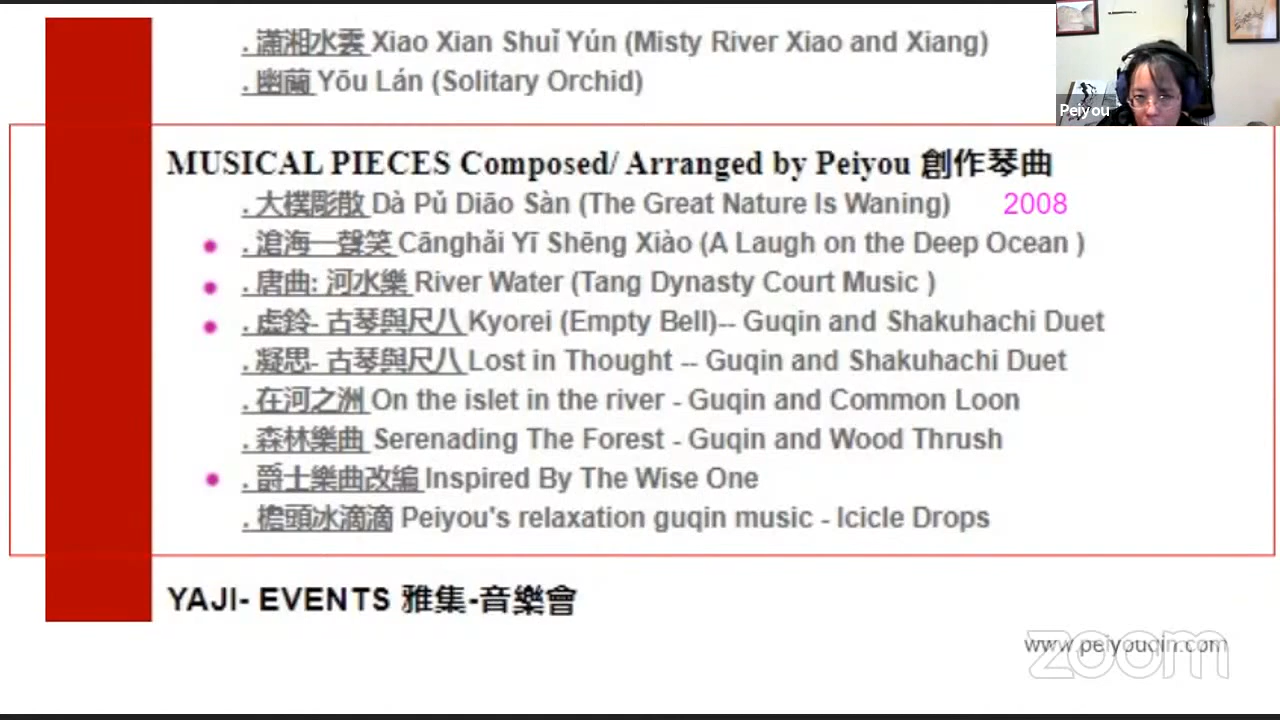 . 瀟湘水雲 Xiao Xian Shuǐ Yún (Misty River Xiao and Xiang)
. 幽蘭 Yōu Lán (Solitary Orchid)
Peiyou
MUSICAL PIECES Composed/ Arranged by Peiyou 創作琴曲
. 大樸彫散 Dà Pǔ Diāo Sàn (The Great Nature Is Waning) 2008
. 滄海一聲笑 Cānghǎi Yī Shēng Xiào (A Laugh on the Deep Ocean )
. 唐曲: 河水樂 River Water (Tang Dynasty Court Music )
. 虛鈴- 古琴與尺八 Kyorei (Empty Bell)-- Guqin and Shakuhachi Duet
. 凝思- 古琴與尺八 Lost in Thought -- Guqin and Shakuhachi Duet
. 在河之洲 On the islet in the river - Guqin and Common Loon
. 森林樂曲 Serenading The Forest - Guqin and Wood Thrush
. 爵士樂曲改編 Inspired By The Wise One
. 檐頭冰滴滴 Peiyou's relaxation guqin music - Icicle Drops
YAJI- EVENTS 雅集-音樂會
www.peiyouqin.com
zoom